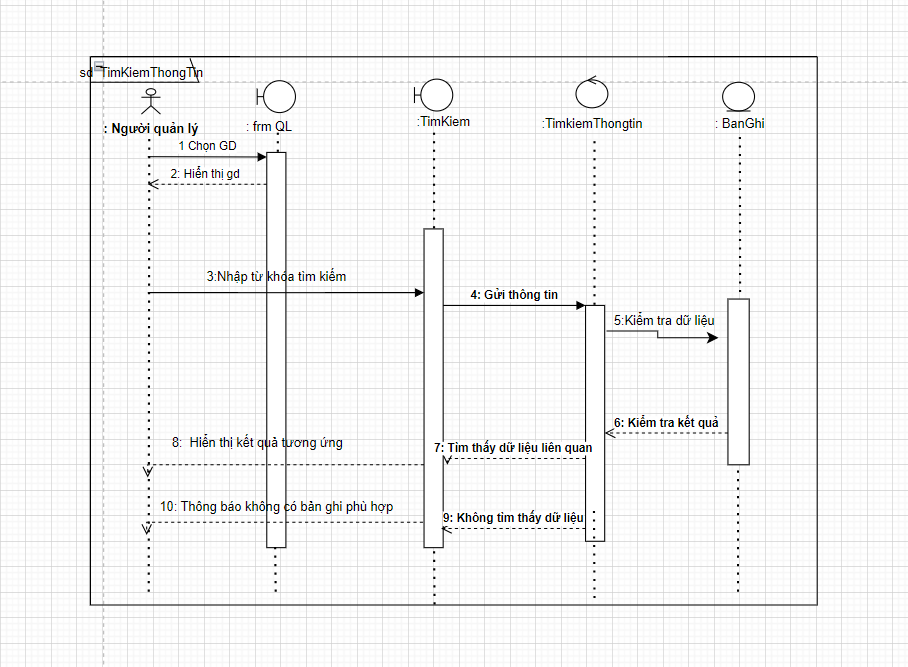 sd TimKiemThongTin
: Người quản lý
: frm QL
:TimKiem
:TimkiemThongtin
: BanGhi
1 Chọn GD
2: Hiển thị gd
3:Nhập từ khóa tìm kiếm
4: Gửi thông tin
5:Kiểm tra dữ liệu
6: Kiểm tra kết quả
7: Tìm thấy dữ liệu liên quan
8: Hiển thị kết quả tương ứng
9: Không tìm thấy dữ liệu
10: Thông báo không có bản ghi phù hợp